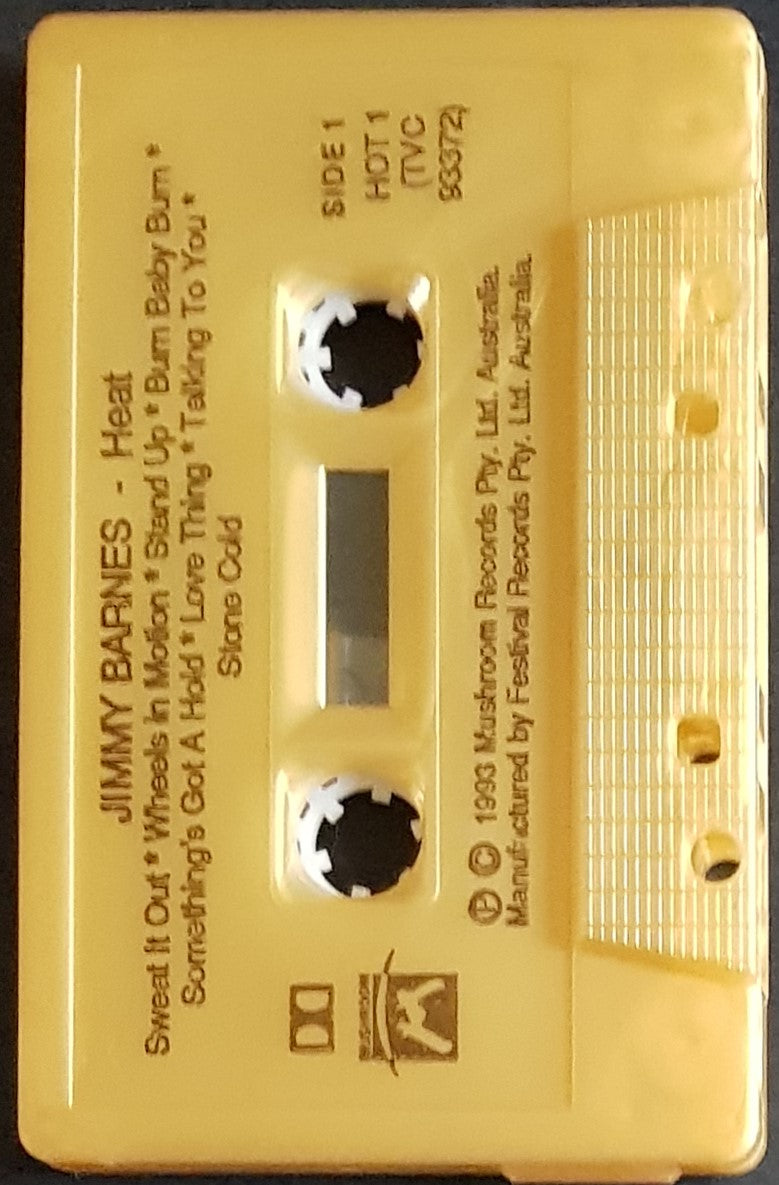 JIMMY BARNES - Heat
Sweat It Out * Wheels In Motion * Stand Up * Burn Baby Burn *
Something's Got A Hold * Love Thing * Talking To You *
Stone Cold
SIDE 1
HOT 1
(TVC
93372)
MUSHROOM
℗ © 1993 Mushroom Records Pty. Ltd. Australia.
Manufactured by Festival Records Pty. Ltd. Australia.